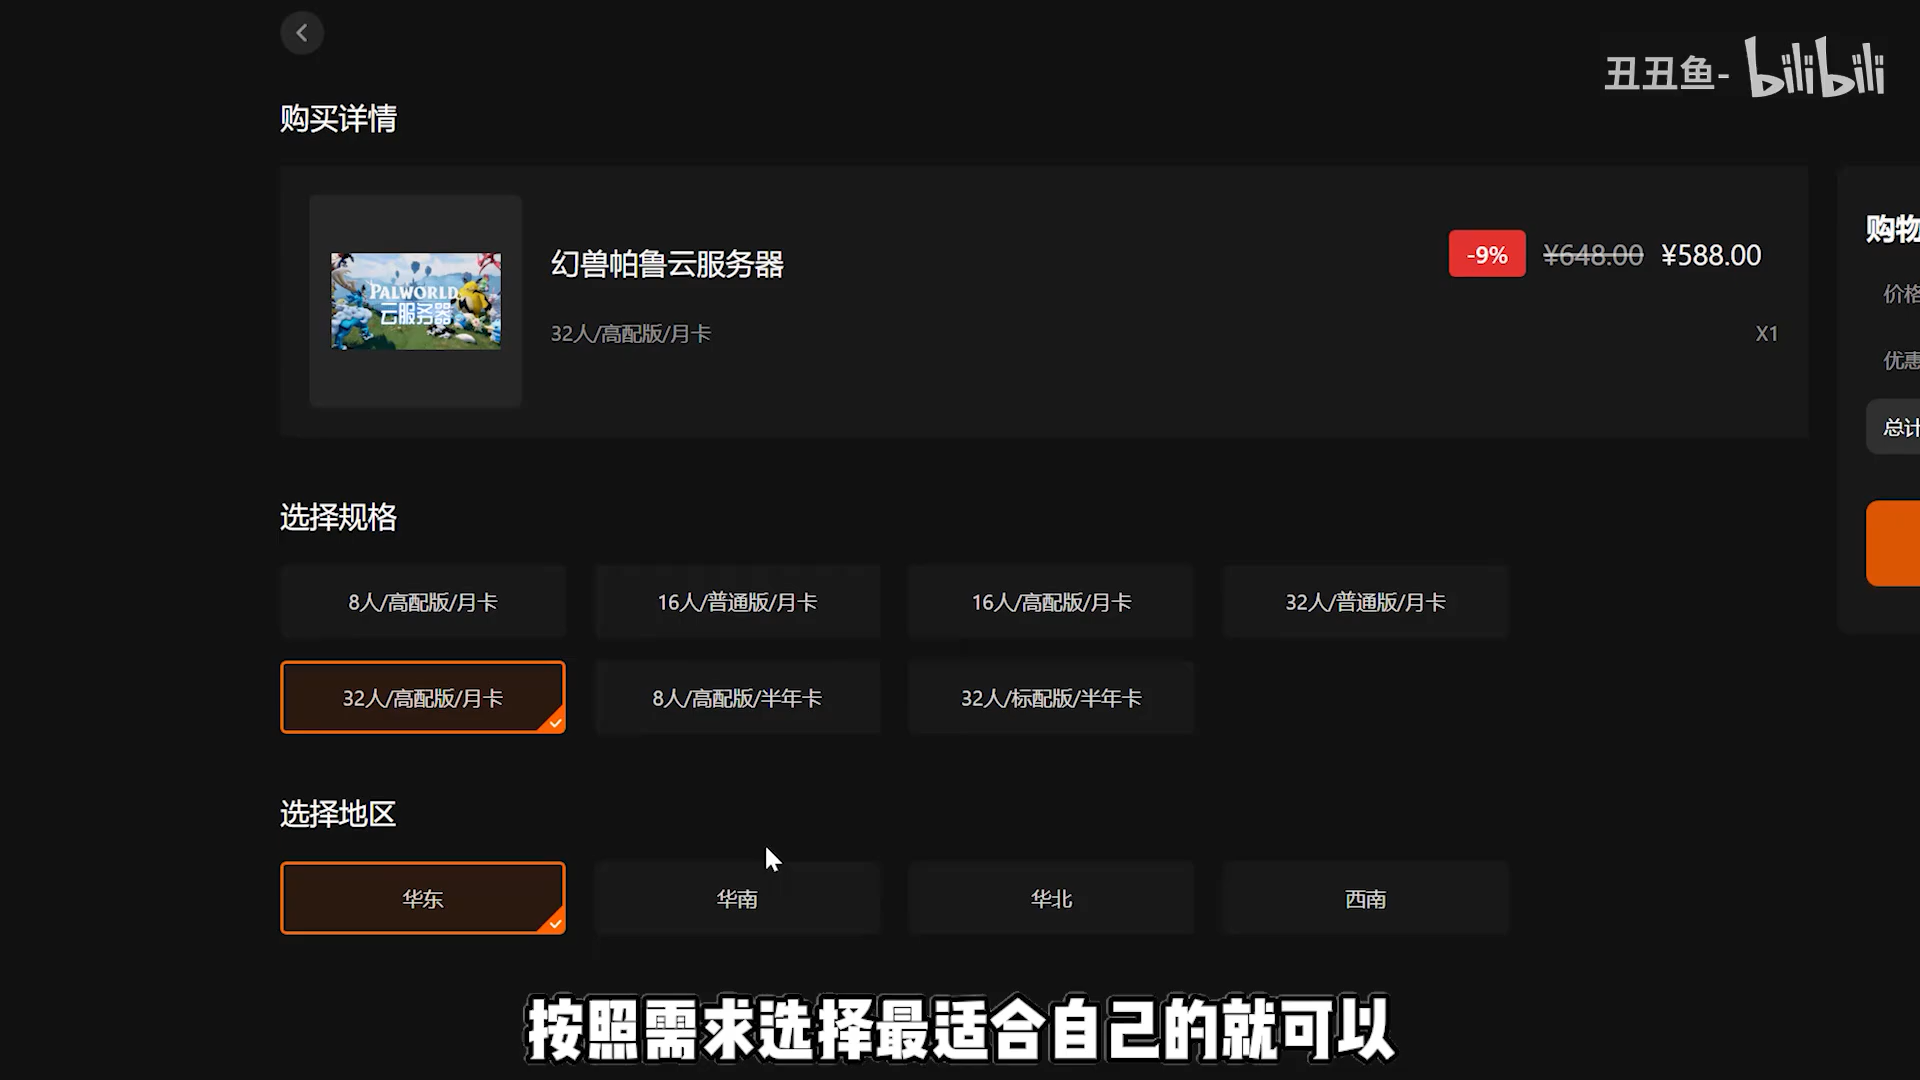 丑丑鱼- bilibili
购买详情
购物
幻兽帕鲁云服务器
-9% ¥648.00 ¥588.00
价格
PALWORLD
云服务器
32人/高配版/月卡
X1
优惠
总计
选择规格
8人/高配版/月卡
16人/普通版/月卡
16人/高配版/月卡
32人/普通版/月卡
32人/高配版/月卡
8人/高配版/半年卡
32人/标配版/半年卡
选择地区
华东
华南
华北
西南
按照需求选择最适合自己的就可以